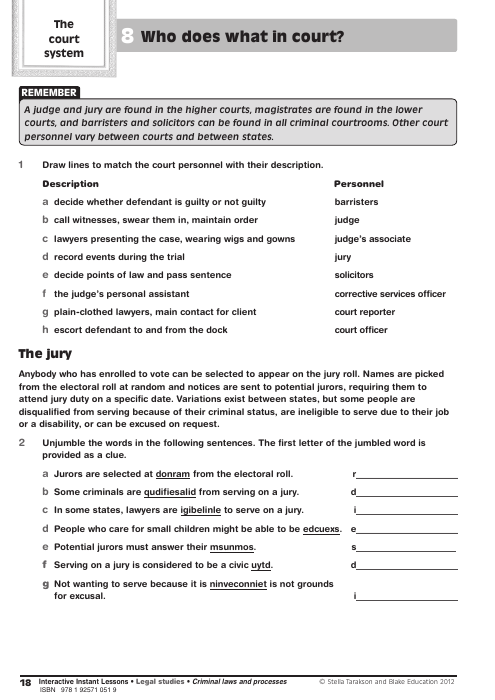 The
court
system
8 Who does what in court?
REMEMBER
A judge and jury are found in the higher courts, magistrates are found in the lower
courts, and barristers and solicitors can be found in all criminal courtrooms. Other court
personnel vary between courts and between states.
1 Draw lines to match the court personnel with their description.
Description Personnel
a decide whether defendant is guilty or not guilty barristers
b call witnesses, swear them in, maintain order judge
c lawyers presenting the case, wearing wigs and gowns judge's associate
d record events during the trial jury
e decide points of law and pass sentence solicitors
f the judge's personal assistant corrective services officer
g plain-clothed lawyers, main contact for client court reporter
h escort defendant to and from the dock court officer
The jury
Anybody who has enrolled to vote can be selected to appear on the jury roll. Names are picked
from the electoral roll at random and notices are sent to potential jurors, requiring them to
attend jury duty on a specific date. Variations exist between states, but some people are
disqualified from serving because of their criminal status, are ineligible to serve due to their job
or a disability, or can be excused on request.
2 Unjumble the words in the following sentences. The first letter of the jumbled word is
provided as a clue.
a Jurors are selected at donram from the electoral roll. r
b Some criminals are qudifiesalid from serving on a jury. d
c In some states, lawyers are igibelinle to serve on a jury. i
d People who care for small children might be able to be edcuexs. e
e Potential jurors must answer their msunmos. s
f Serving on a jury is considered to be a civic uytd. d
g Not wanting to serve because it is ninveconniet is not grounds
for excusal. i
18 Interactive Instant Lessons • Legal studies • Criminal laws and processes © Stella Tarakson and Blake Education 2012
ISBN 978 1 92571 051 9